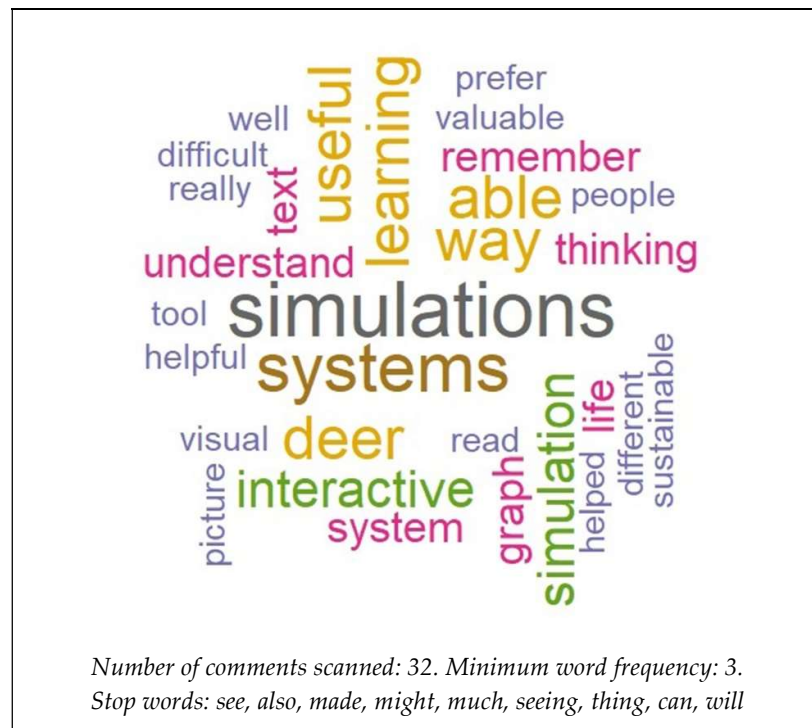 prefer
well
valuable
useful
learning
difficult
remember
really
text
able
people
way
thinking
understand
simulations
tool
helpful
systems
visual
deer
read
simulation
life
different
sustainable
picture
interactive
system
graph
helped
Number of comments scanned: 32. Minimum word frequency: 3.
Stop words: see, also, made, might, much, seeing, thing, can, will